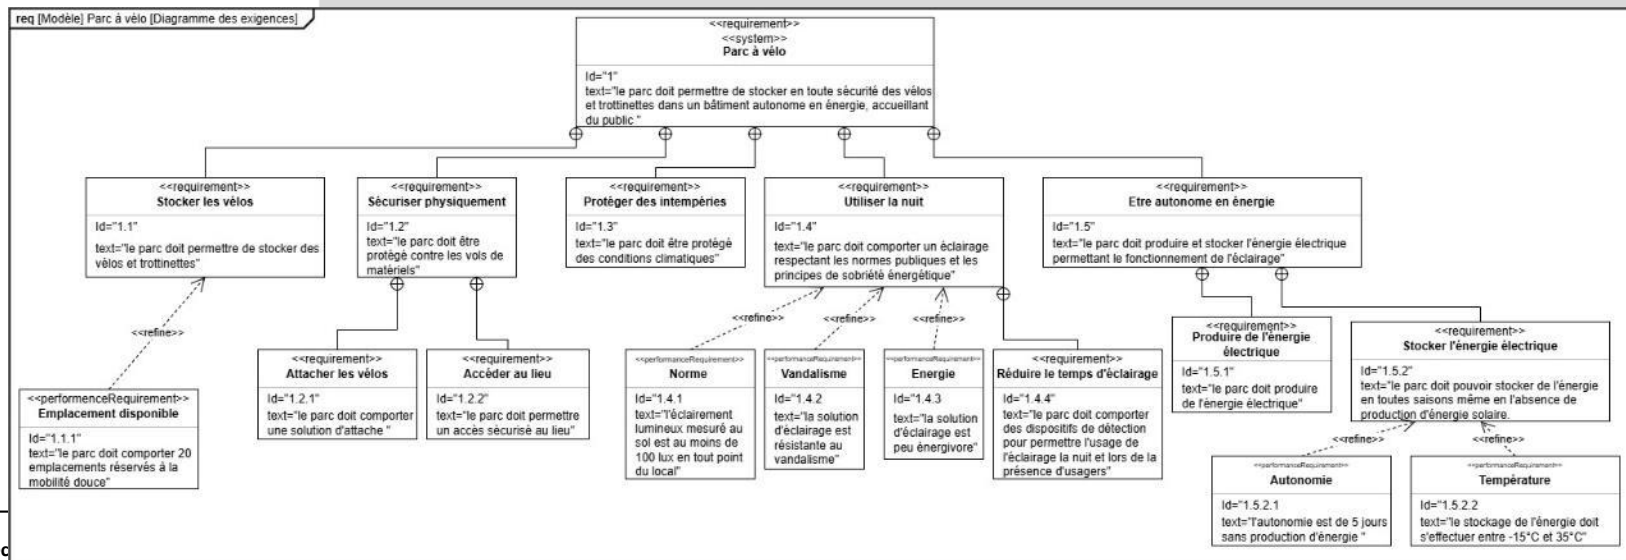 req [Modèle] Parc à vélo [Diagramme des exigences]
<<requirement>>
<<system>>
Parc à vélo
Id="1"
text="le parc doit permettre de stocker en toute sécurité des vélos
et trottinettes dans un bâtiment autonome en énergie, accueillant
du public "
<<requirement>>
Stocker les vélos
Id="1.1"
text="le parc doit permettre de stocker des
vélos et trottinettes"
<<requirement>>
Sécuriser physiquement
Id="1.2"
text="le parc doit être
protégé contre les vols de
matériels"
<<requirement>>
Protéger des intempéries
Id="1.3"
text="le parc doit être protégé
des conditions climatiques"
<<requirement>>
Utiliser la nuit
Id="1.4"
text="le parc doit comporter un éclairage
respectant les normes publiques et les
principes de sobriété énergétique"
<<requirement>>
Etre autonome en énergie
Id="1.5"
text="le parc doit produire et stocker l'énergie électrique
permettant le fonctionnement de l'éclairage"
<<refine>>
<<refine>>
<<refine>>
<<refine>>
<<performenceRequirement>>
Emplacement disponible
Id="1.1.1"
text="le parc doit comporter 20
emplacements réservés à la
mobilité douce"
<<requirement>>
Attacher les vélos
Id="1.2.1"
text="le parc doit comporter
une solution d'attache "
<<requirement>>
Accéder au lieu
Id="1.2.2"
text="le parc doit permettre
un accès sécurisé au lieu"
<<performanceRequirement>>
Norme
Id="1.4.1
text="l'éclairement
lumineux mesuré au
sol est au moins de
100 lux en tout point
du local"
<<performanceRequirement>>
Vandalisme
Id="1.4.2
text="la solution
d'éclairage est
résistante au
vandalisme"
<<performanceRequirement>>
Energie
Id="1.4.3
text="la solution
d'éclairage est
peu énergivore"
<<requirement>>
Réduire le temps d'éclairage
Id="1.4.4"
text="le parc doit comporter
des dispositifs de détection
pour permettre l'usage de
l'éclairage la nuit et lors de la
présence d'usagers"
<<requirement>>
Produire de l'énergie
électrique
Id="1.5.1"
text="le parc doit produire
de l'énergie électrique"
<<requirement>>
Stocker l'énergie électrique
Id="1.5.2"
text="le parc doit pouvoir stocker de l'énergie
en toutes saisons même en l'absence de
production d'énergie solaire.
<<refine>>
<<refine>>
<<performanceRequirement>>
Autonomie
Id="1.5.2.1
text="l'autonomie est de 5 jours
sans production d'énergie "
<<performanceRequirement>>
Température
Id="1.5.2.2
text="le stockage de l'énergie doit
s'effectuer entre -15°C et 35°C"